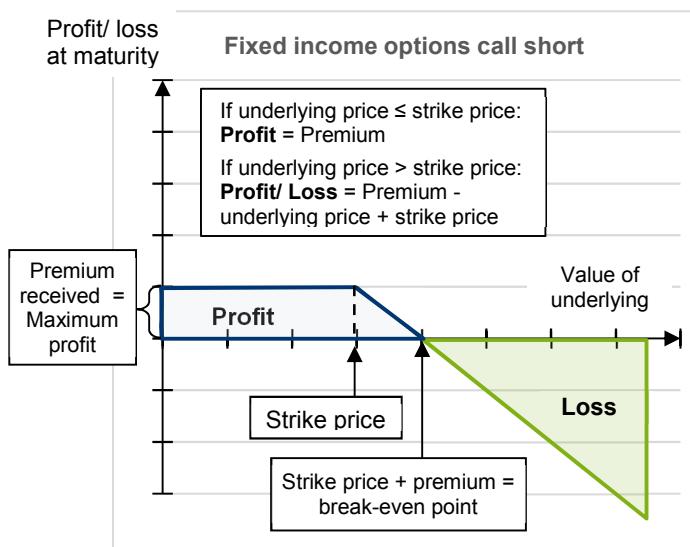 Profit/ loss
at maturity
Fixed income options call short
If underlying price ≤ strike price:
Profit = Premium
If underlying price > strike price:
Profit/ Loss = Premium -
underlying price + strike price
Premium
received =
Maximum
profit
Profit
Value of
underlying
Strike price
Loss
Strike price + premium =
break-even point